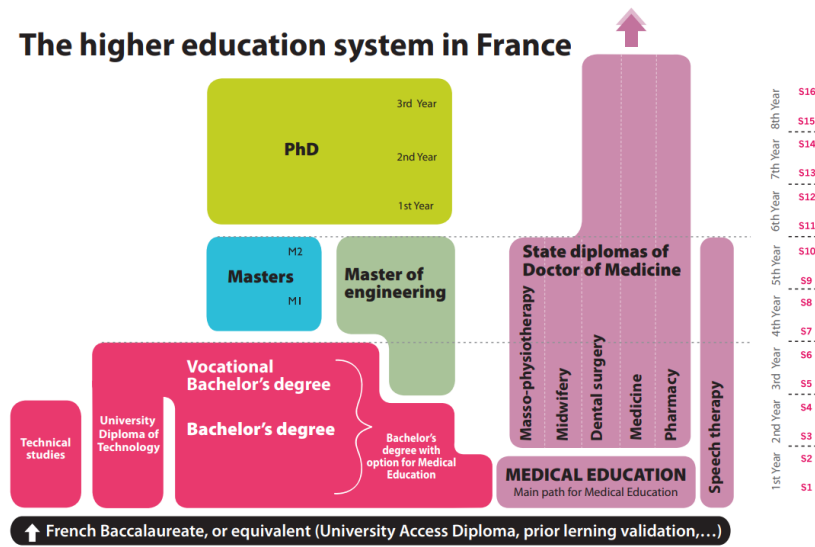 The higher education system in France
3rd Year
PhD
2nd Year
1st Year
M2
Masters
M1
Master of
engineering
Vocational
Bachelor's degree
Bachelor's degree
Bachelor's
degree with
option for Medical
Education
University
Diploma of
Technology
Technical
studies
State diplomas of
Doctor of Medicine
Masso-physiotherapy
Midwifery
Dental surgery
Medicine
Pharmacy
Speech therapy
MEDICAL EDUCATION
Main path for Medical Education
8th Year
S16
S15
7th Year
S14
S13
6th Year
S12
S11
5th Year
S10
S9
4th Year
S8
S7
3rd Year
S6
S5
2nd Year
S4
S3
1st Year
S2
S1
French Baccalaureate, or equivalent (University Access Diploma, prior lerning validation,...)